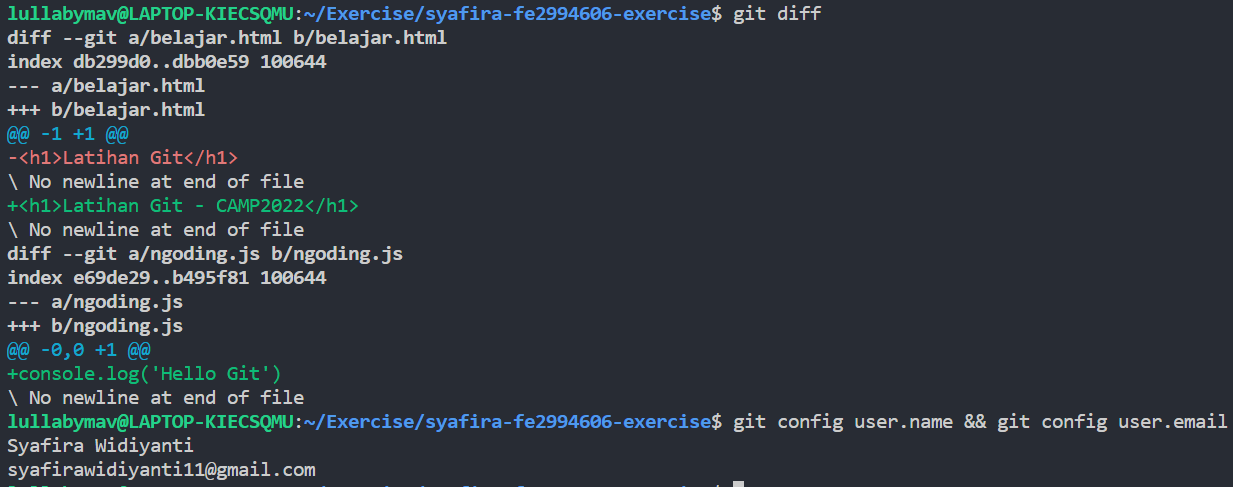 lullabymav@LAPTOP-KIECSQMU:~/Exercise/syafira-fe2994606-exercise$ git diff
diff --git a/belajar.html b/belajar.html
index db299d0..dbb0e59 100644
--- a/belajar.html
+++ b/belajar.html
@@ -1 +1 @@
-<h1>Latihan Git</h1>
\ No newline at end of file
+<h1>Latihan Git - CAMP2022</h1>
\ No newline at end of file
diff --git a/ngoding.js b/ngoding.js
index e69de29..b495f81 100644
--- a/ngoding.js
+++ b/ngoding.js
@@ -0,0 +1 @@
+console.log('Hello Git')
\ No newline at end of file
lullabymav@LAPTOP-KIECSQMU:~/Exercise/syafira-fe2994606-exercise$ git config user.name && git config user.email
Syafira Widiyanti
syafirawidiyanti11@gmail.com